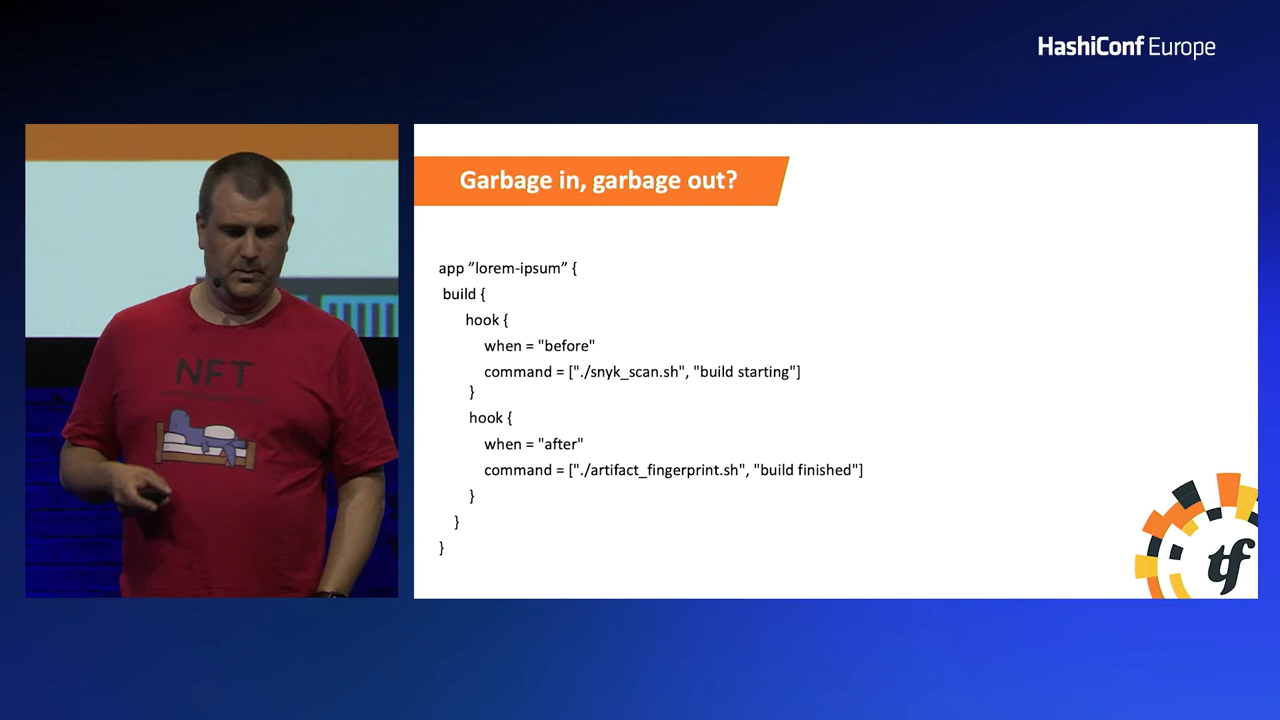 HashiConf Europe
Garbage in, garbage out?
app ”lorem-ipsum” {
build {
hook {
when = "before"
command = ["./snyk_scan.sh", "build starting"]
}
hook {
when = "after"
command = ["./artifact_fingerprint.sh", "build finished"]
}
}
}
tf
NFT